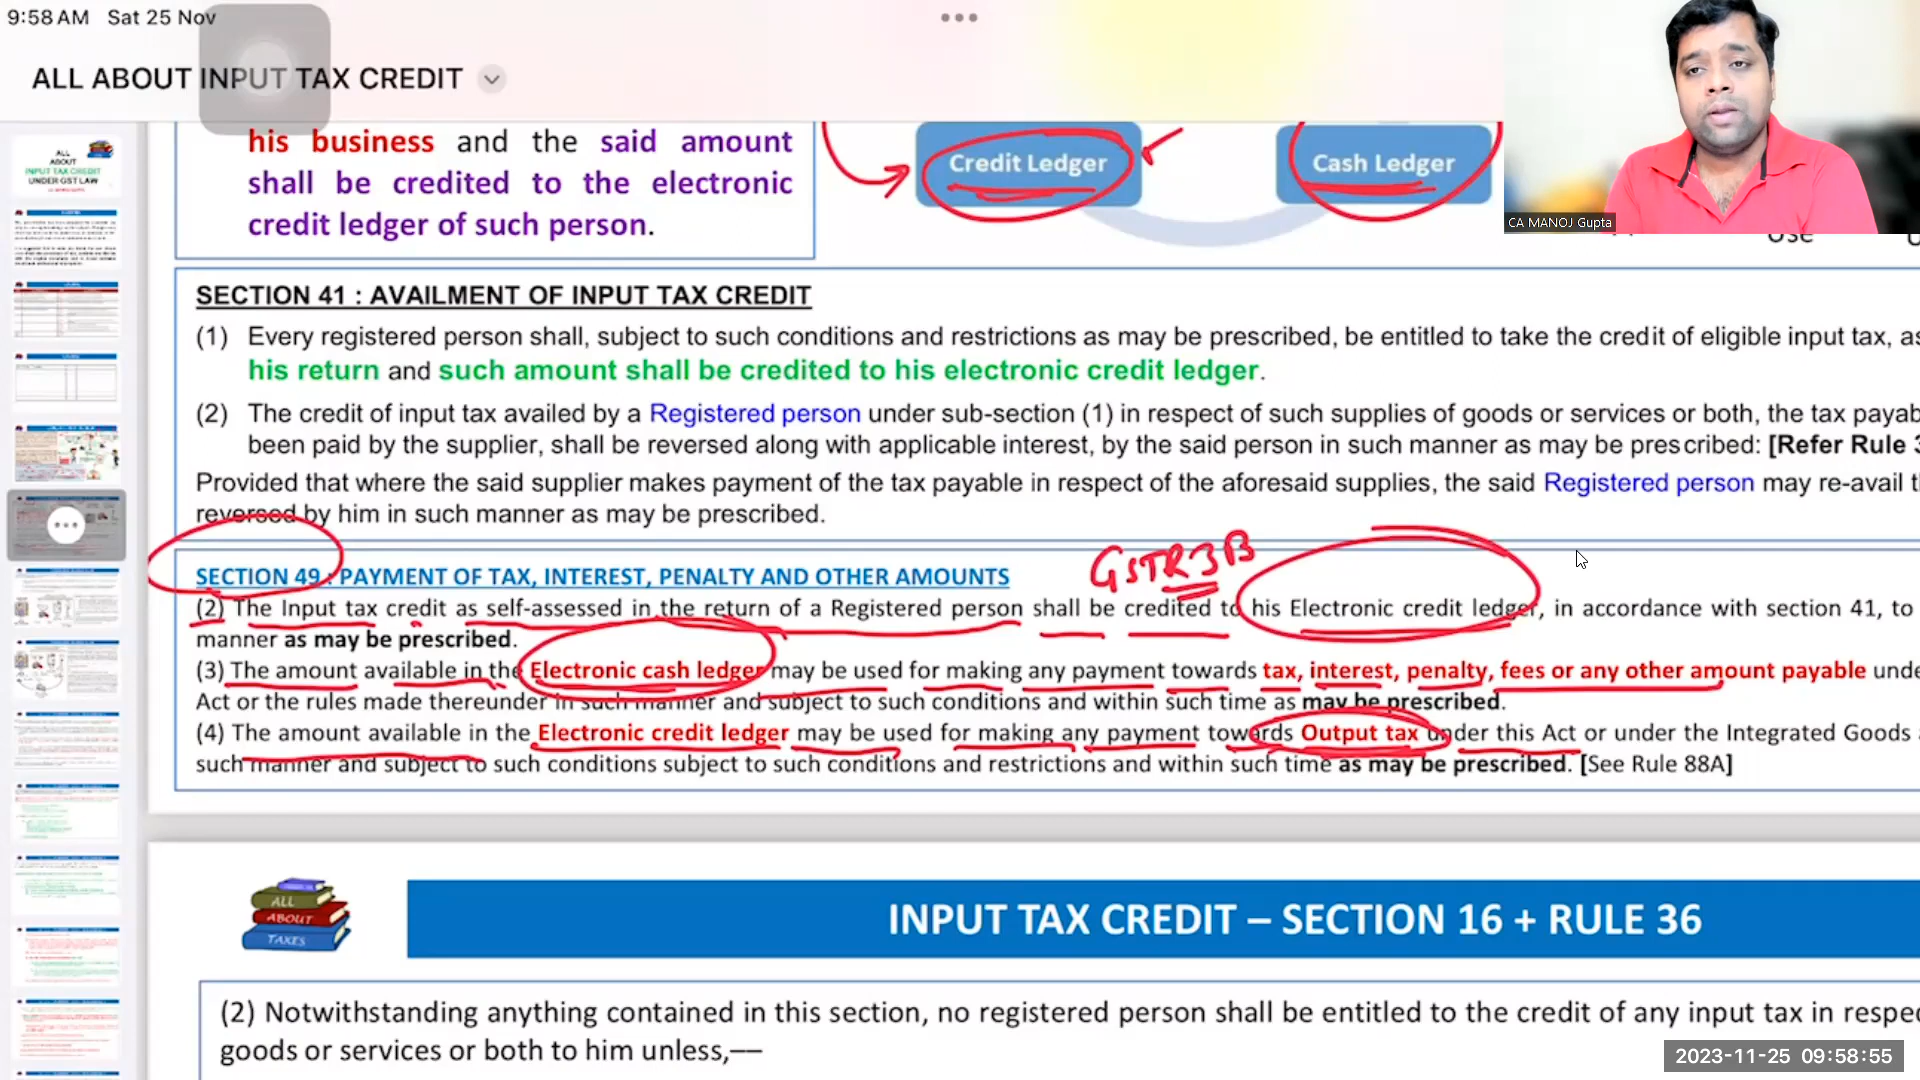 9:58 AM Sat 25 Nov
ALL ABOUT INPUT TAX CREDIT
CA MANOJ Gupta
ALL
ABOUT
INPUT TAX CREDIT
UNDER GST LAW
his business and the said amount
shall be credited to the electronic
credit ledger of such person.
Credit Ledger
Cash Ledger
Use
SECTION 41 : AVAILMENT OF INPUT TAX CREDIT
(1) Every registered person shall, subject to such conditions and restrictions as may be prescribed, be entitled to take the credit of eligible input tax, as
his return and such amount shall be credited to his electronic credit ledger.
(2) The credit of input tax availed by a Registered person under sub-section (1) in respect of such supplies of goods or services or both, the tax payab
been paid by the supplier, shall be reversed along with applicable interest, by the said person in such manner as may be prescribed: [Refer Rule 3
Provided that where the said supplier makes payment of the tax payable in respect of the aforesaid supplies, the said Registered person may re-avail t
reversed by him in such manner as may be prescribed.
GSTR 3B
SECTION 49 : PAYMENT OF TAX, INTEREST, PENALTY AND OTHER AMOUNTS
(2) The Input tax credit as self-assessed in the return of a Registered person shall be credited to his Electronic credit ledger, in accordance with section 41, to
manner as may be prescribed.
(3) The amount available in the Electronic cash ledger may be used for making any payment towards tax, interest, penalty, fees or any other amount payable unde
Act or the rules made thereunder in such manner and subject to such conditions and within such time as may be prescribed.
(4) The amount available in the Electronic credit ledger may be used for making any payment towards Output tax under this Act or under the Integrated Goods
such manner and subject to such conditions subject to such conditions and restrictions and within such time as may be prescribed. [See Rule 88A]
ALL
ABOUT
TAXES
INPUT TAX CREDIT – SECTION 16 + RULE 36
(2) Notwithstanding anything contained in this section, no registered person shall be entitled to the credit of any input tax in respec
goods or services or both to him unless,––
2023-11-25 09:58:55